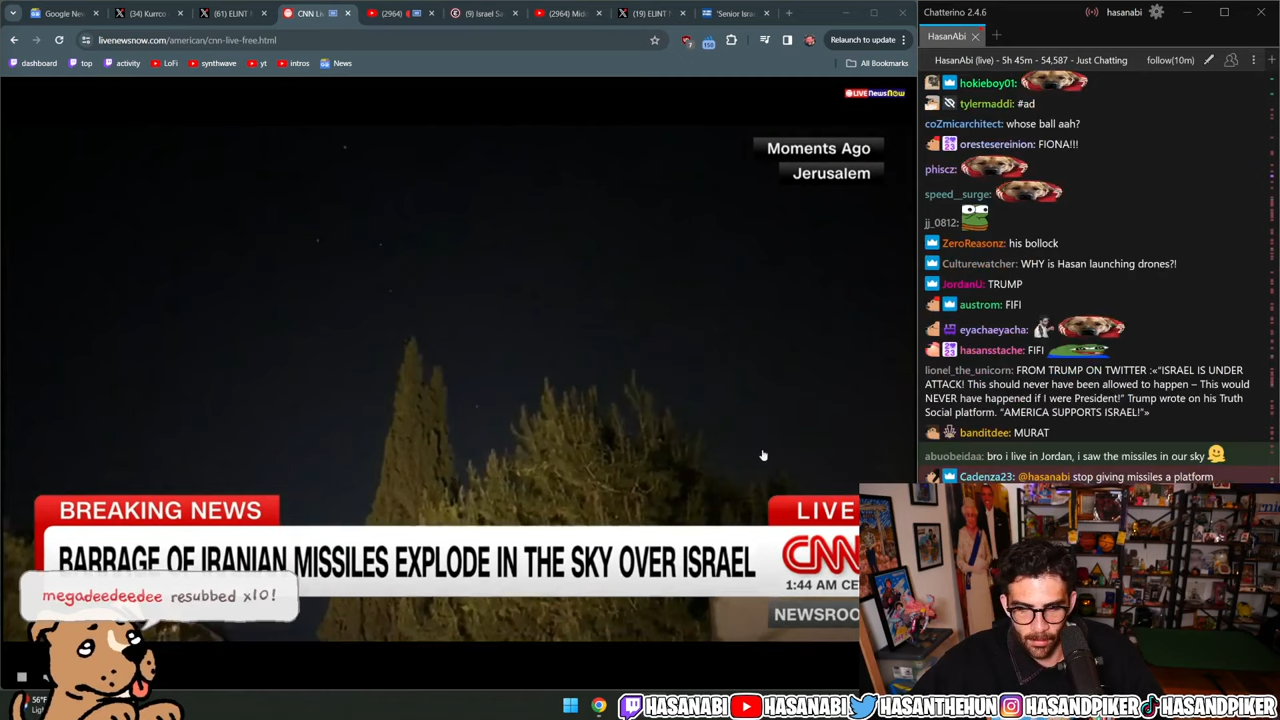 Google New
(34) Kurrco
(61) ELINT N
CNN Liv
(2964)
(9) Israel Sa
(2964) Mid
(19) ELINT N
'Senior Isra
livenewsnow.com/american/cnn-live-free.html
150
Relaunch to update
dashboard
top
activity
LoFi
synthwave
yt
intros
News
All Bookmarks
LIVE NewsNow
Moments Ago
Jerusalem
BREAKING NEWS
LIVE
BARRAGE OF IRANIAN MISSILES EXPLODE IN THE SKY OVER ISRAEL
CNN
1:44 AM CE
NEWSROO
megadeedeedee resubbed x10!
56°F
Chatterino 2.4.6
hasanabi
HasanAbi
HasanAbi (live) - 5h 45m - 54,587 - Just Chatting
follow(10m)
hokieboy01:
tylermaddi: #ad
coZmicarchitect: whose ball aah?
orestesereinion: FIONA!!!
phiscz:
speed__surge:
jj_0812:
ZeroReasonz: his bollock
Culturewatcher: WHY is Hasan launching drones?!
JordanU: TRUMP
austrom: FIFI
eyachaeyacha:
hasansstache: FIFI
lionel_the_unicorn: FROM TRUMP ON TWITTER :«"ISRAEL IS UNDER
ATTACK! This should never have been allowed to happen – This would
NEVER have happened if I were President!" Trump wrote on his Truth
Social platform. "AMERICA SUPPORTS ISRAEL!"»
banditdee: MURAT
abuobeidaa: bro i live in Jordan, i saw the missiles in our sky
Cadenza23: @hasanabi stop giving missiles a platform
HASANABI
HASANABI
HASANTHEHUN
HASANDPIKER
HASANDPIKER